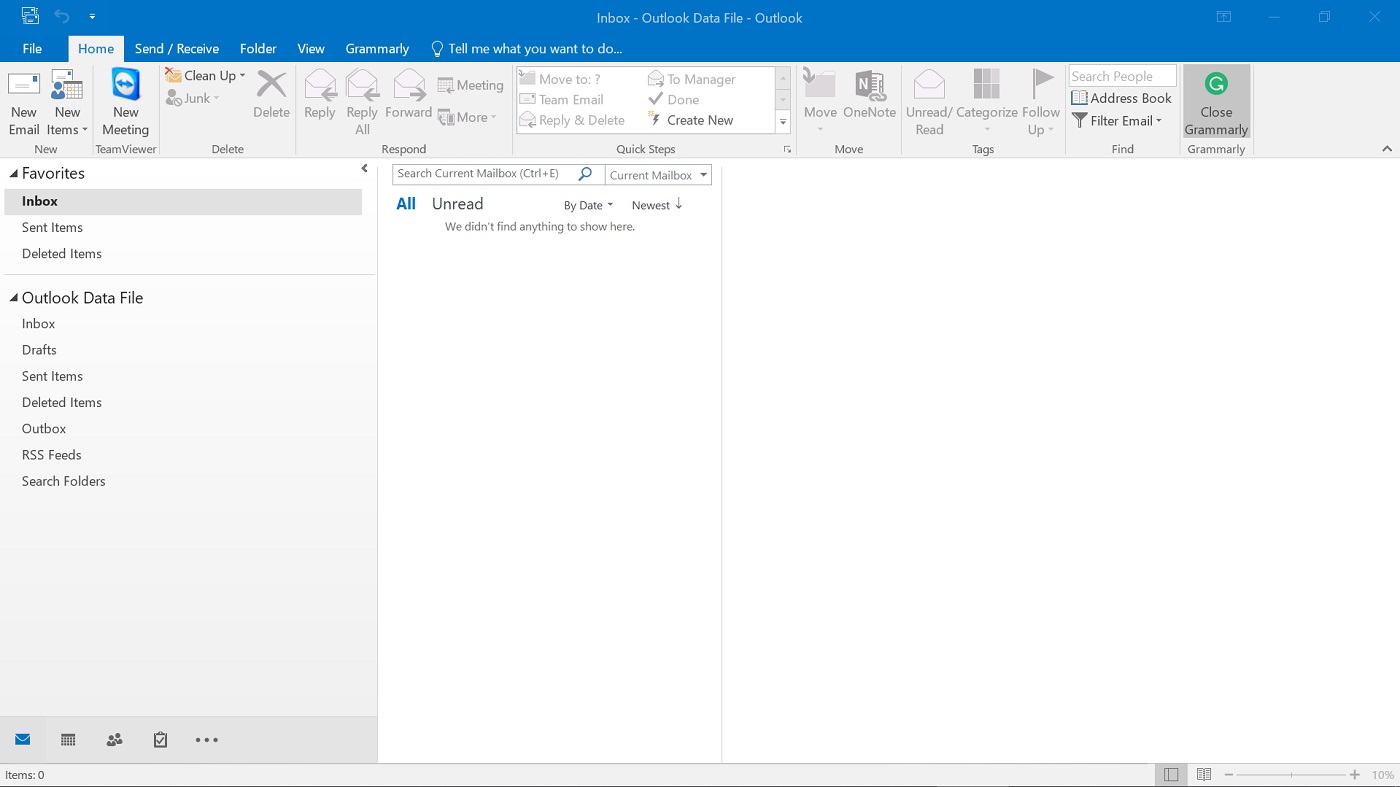 Inbox - Outlook Data File - Outlook
File Home Send / Receive Folder View Grammarly Tell me what you want to do...
New Email
New Items
New
New Meeting
TeamViewer
Clean Up
Junk
Delete
Delete
Reply
Reply All
Forward
Meeting
More
Respond
Move to: ?
Team Email
Reply & Delete
To Manager
Done
Create New
Quick Steps
Move
OneNote
Move
Unread/ Read
Categorize
Follow Up
Tags
Search People
Address Book
Filter Email
Find
Close Grammarly
Grammarly
Favorites
Inbox
Sent Items
Deleted Items
Outlook Data File
Inbox
Drafts
Sent Items
Deleted Items
Outbox
RSS Feeds
Search Folders
Search Current Mailbox (Ctrl+E) Current Mailbox
All Unread By Date Newest
We didn't find anything to show here.
Items: 0
10%